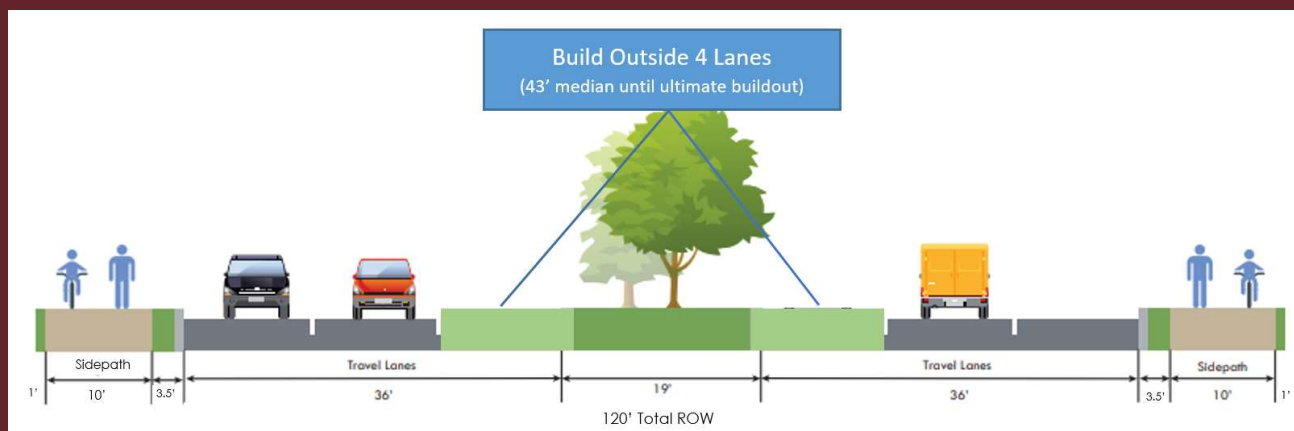 Build Outside 4 Lanes
(43’ median until ultimate buildout)
Sidepath
Travel Lanes
Travel Lanes
Sidepath
1’
10’
3.5’
36’
19’
36’
3.5’
10’
1’
120’ Total ROW